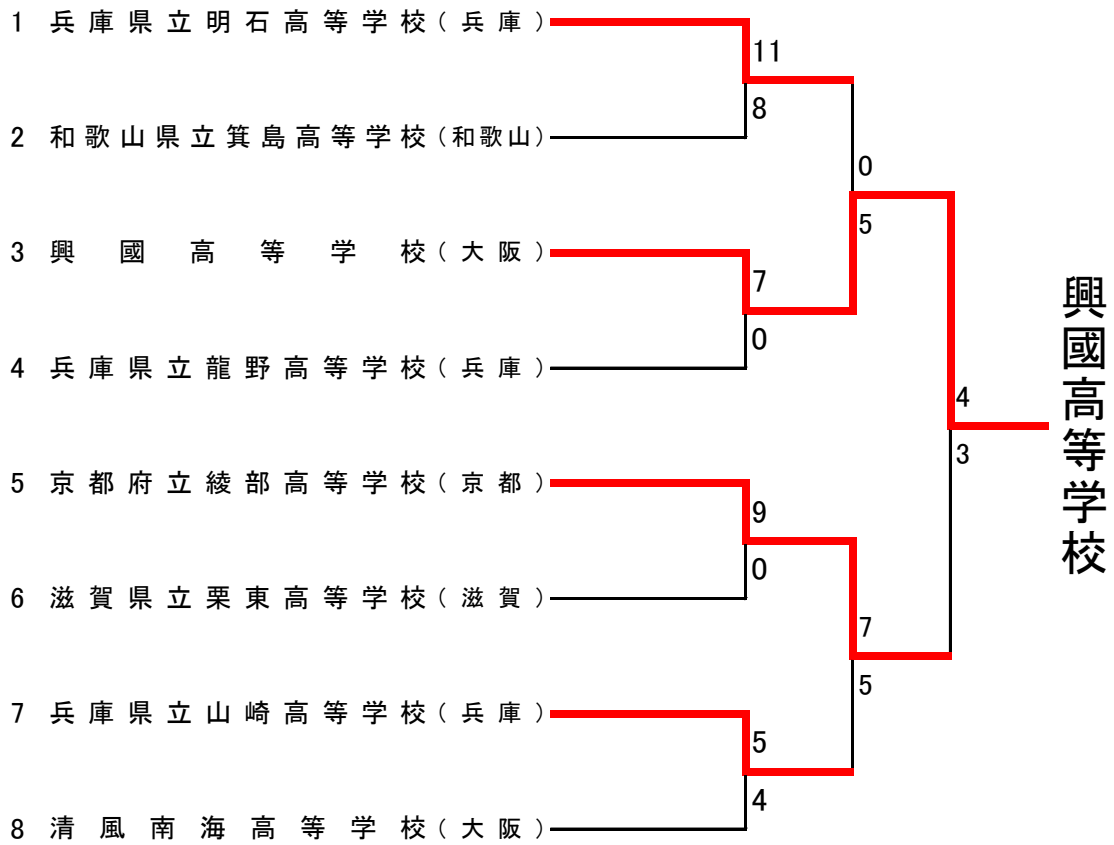 1 兵庫県立明石高等学校(兵庫)
11
8
2 和歌山県立箕島高等学校(和歌山)
0
5
3 興國高等学校(大阪)
7
0
4 兵庫県立龍野高等学校(兵庫)
4
3
興國高等学校
5 京都府立綾部高等学校(京都)
9
0
6 滋賀県立栗東高等学校(滋賀)
7
5
7 兵庫県立山崎高等学校(兵庫)
5
4
8 清風南海高等学校(大阪)